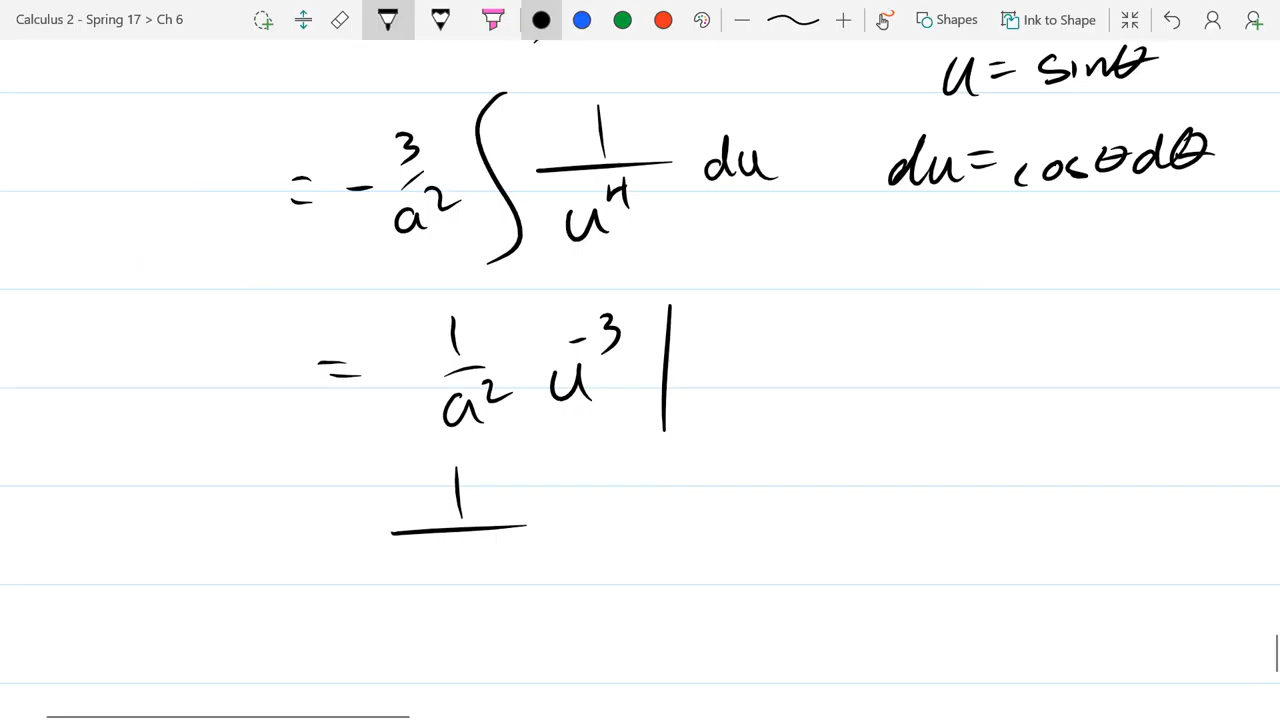 Calculus 2 - Spring 17 > Ch 6 Shapes Ink to Shape
u = sinθ
= - 3/a² ∫ 1/u⁴ du du = cosθdθ
= 1/a² u⁻³ |
1